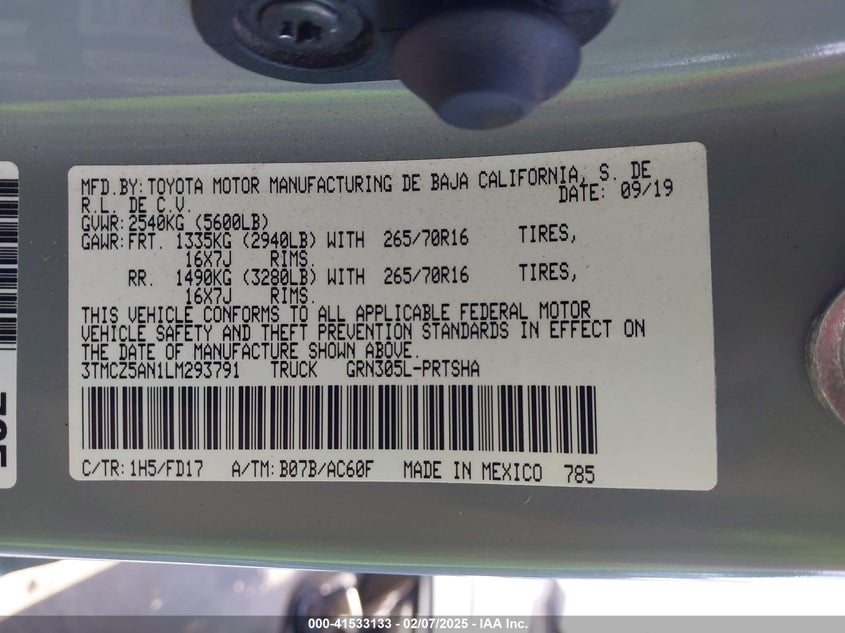 MFD.BY:TOYOTA MOTOR MANUFACTURING DE BAJA CALIFORNIA, S. DE
R.L. DE C.V. DATE: 09/19
GVWR:2540KG (5600LB)
GAWR:FRT. 1335KG (2940LB) WITH 265/70R16 TIRES,
16X7J RIMS.
RR. 1490KG (3280LB) WITH 265/70R16 TIRES,
16X7J RIMS.
THIS VEHICLE CONFORMS TO ALL APPLICABLE FEDERAL MOTOR
VEHICLE SAFETY AND THEFT PREVENTION STANDARDS IN EFFECT ON
THE DATE OF MANUFACTURE SHOWN ABOVE.
3TMCZ5AN1LM293791 TRUCK GRN305L-PRTSHA
C/TR:1H5/FD17 A/TM:B07B/AC60F MADE IN MEXICO 785
000-41533133 - 02/07/2025 - IAA Inc.